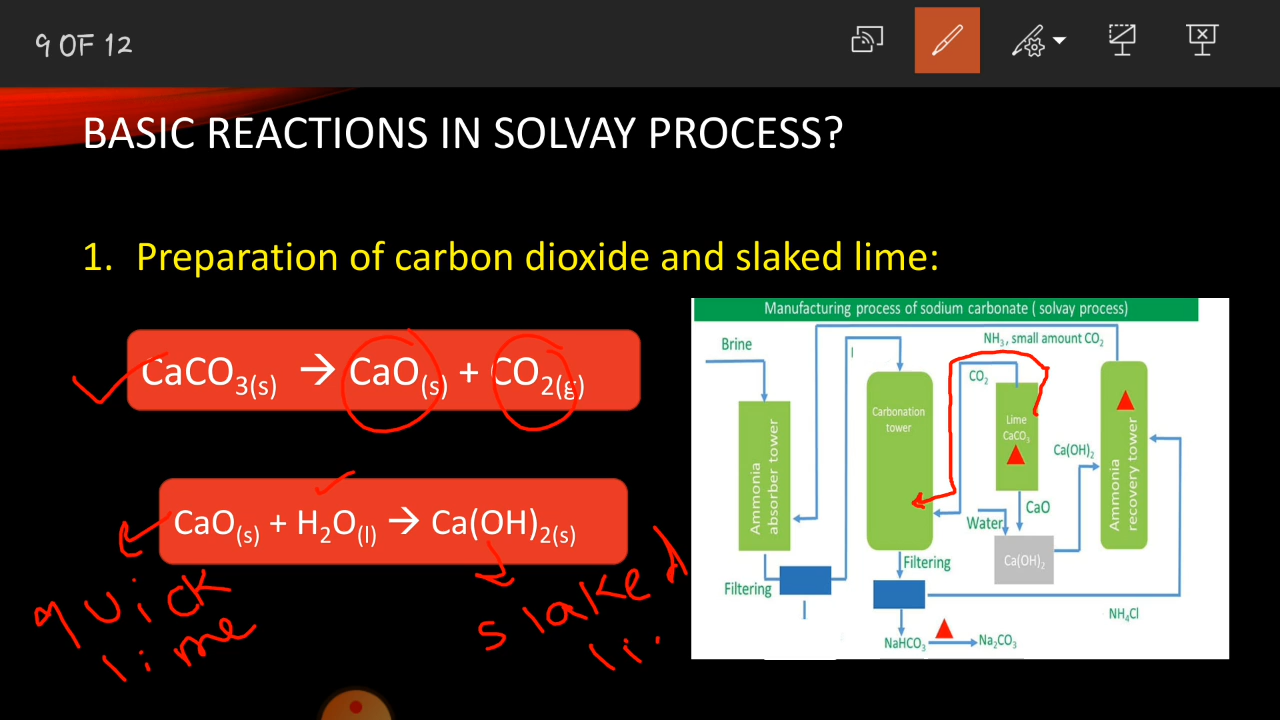 9 OF 12
BASIC REACTIONS IN SOLVAY PROCESS?
1. Preparation of carbon dioxide and slaked lime:
CaCO₃(s) → CaO(s) + CO₂(g)
CaO(s) + H₂O(l) → Ca(OH)₂(s)
quick
lime
slaked
li.
Manufacturing process of sodium carbonate ( solvay process)
Brine
I
NH₃, small amount CO₂
CO₂
Carbonation
tower
Lime
CaCO₃
Ammonia
absorber tower
Ca(OH)₂
Ammonia
recovery tower
CaO
Water
Ca(OH)₂
Filtering
Filtering
NH₄Cl
NaHCO₃
Na₂CO₃